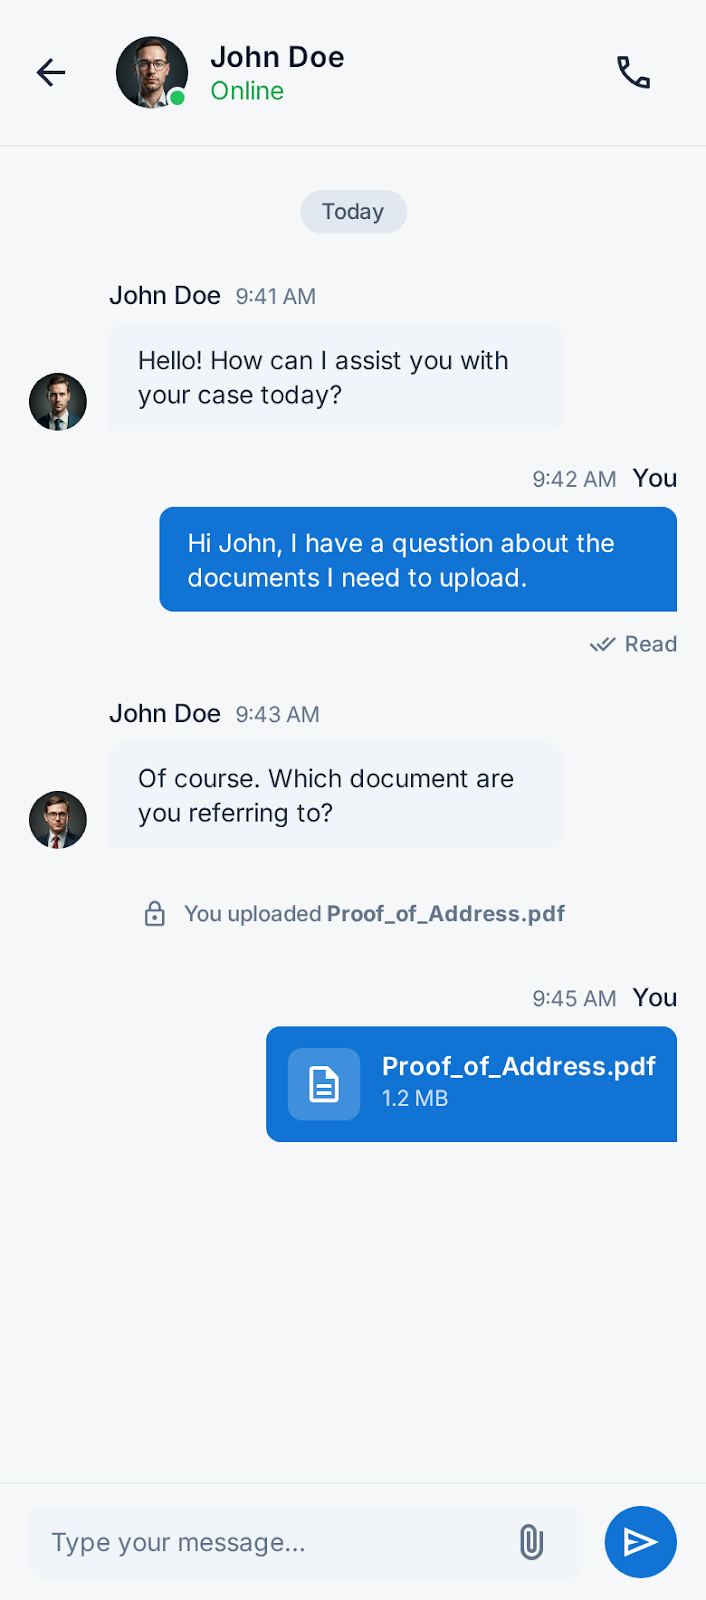 John Doe
Online
Today
John Doe 9:41 AM
Hello! How can I assist you with
your case today?
9:42 AM You
Hi John, I have a question about the
documents I need to upload.
Read
John Doe 9:43 AM
Of course. Which document are
you referring to?
You uploaded Proof_of_Address.pdf
9:45 AM You
Proof_of_Address.pdf
1.2 MB
Type your message...